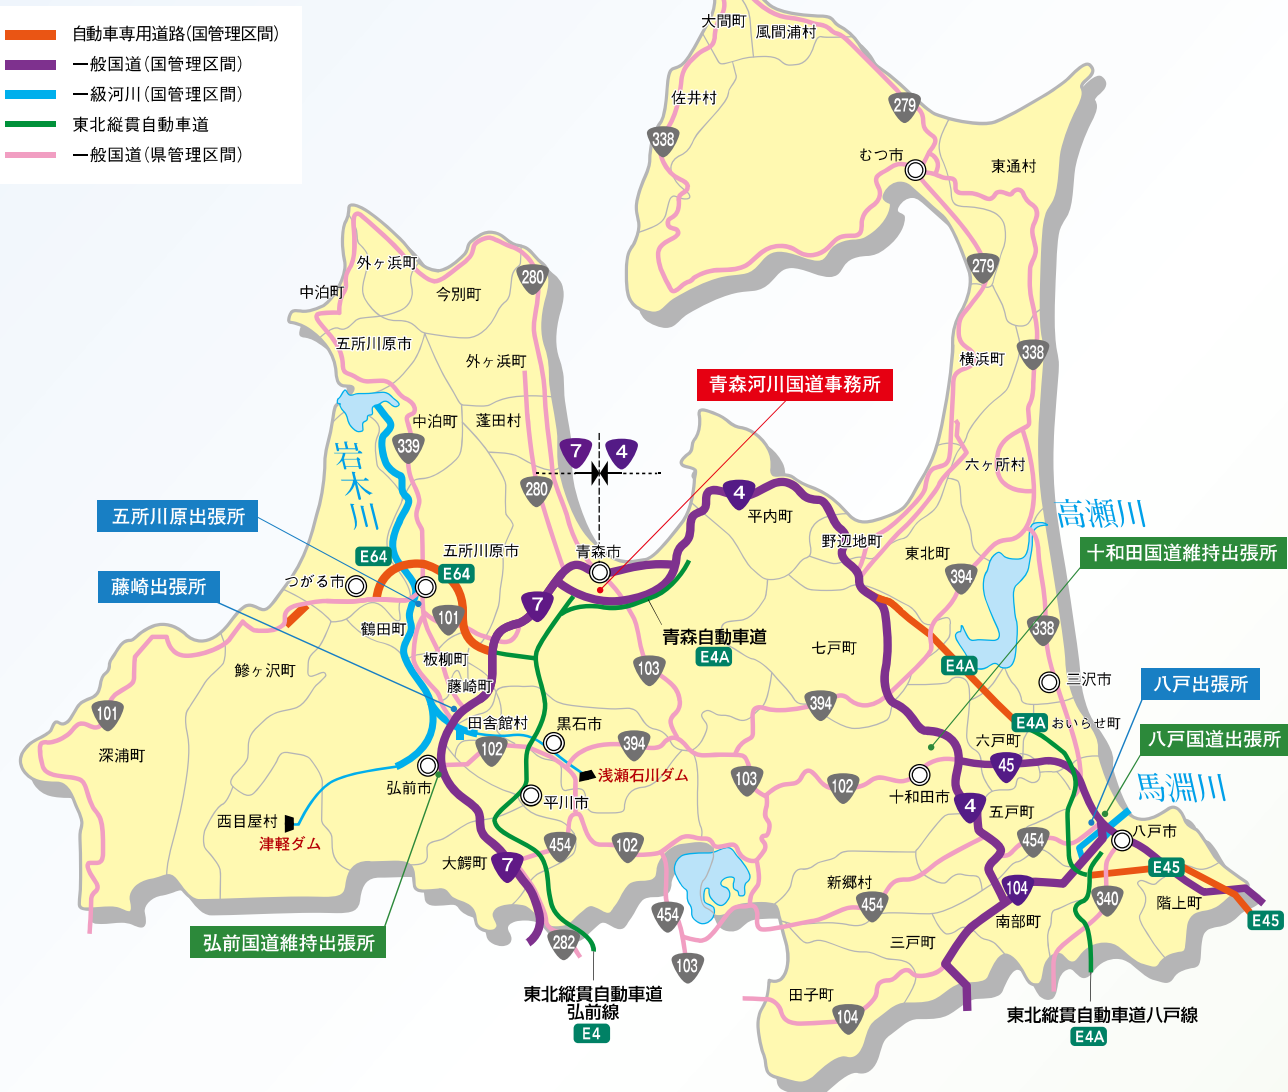 自動車専用道路(国管理区間)
一般国道(国管理区間)
一級河川(国管理区間)
東北縦貫自動車道
一般国道(県管理区間)
大間町
風間浦村
佐井村
279
338
むつ市
東通村
外ヶ浜町
中泊町
今別町
280
279
五所川原市
外ヶ浜町
横浜町
338
青森河川国道事務所
中泊町
蓬田村
339
岩木川
7
4
280
六ヶ所村
4
平内町
高瀬川
五所川原出張所
野辺地町
東北町
十和田国道維持出張所
E64
五所川原市
青森市
つがる市
E64
394
藤崎出張所
7
101
鶴田町
338
青森自動車道
E4A
七戸町
板柳町
103
E4A
鰺ヶ沢町
藤崎町
三沢市
八戸出張所
101
394
田舎館村
黒石市
E4A
おいらせ町
深浦町
102
394
六戸町
八戸国道出張所
弘前市
浅瀬石川ダム
103
102
45
十和田市
馬淵川
平川市
4
五戸町
西目屋村
津軽ダム
454
102
454
八戸市
大鰐町
7
新郷村
104
E45
340
454
454
階上町
南部町
E45
弘前国道維持出張所
282
三戸町
103
東北縦貫自動車道
弘前線
E4
田子町
104
東北縦貫自動車道八戸線
E4A